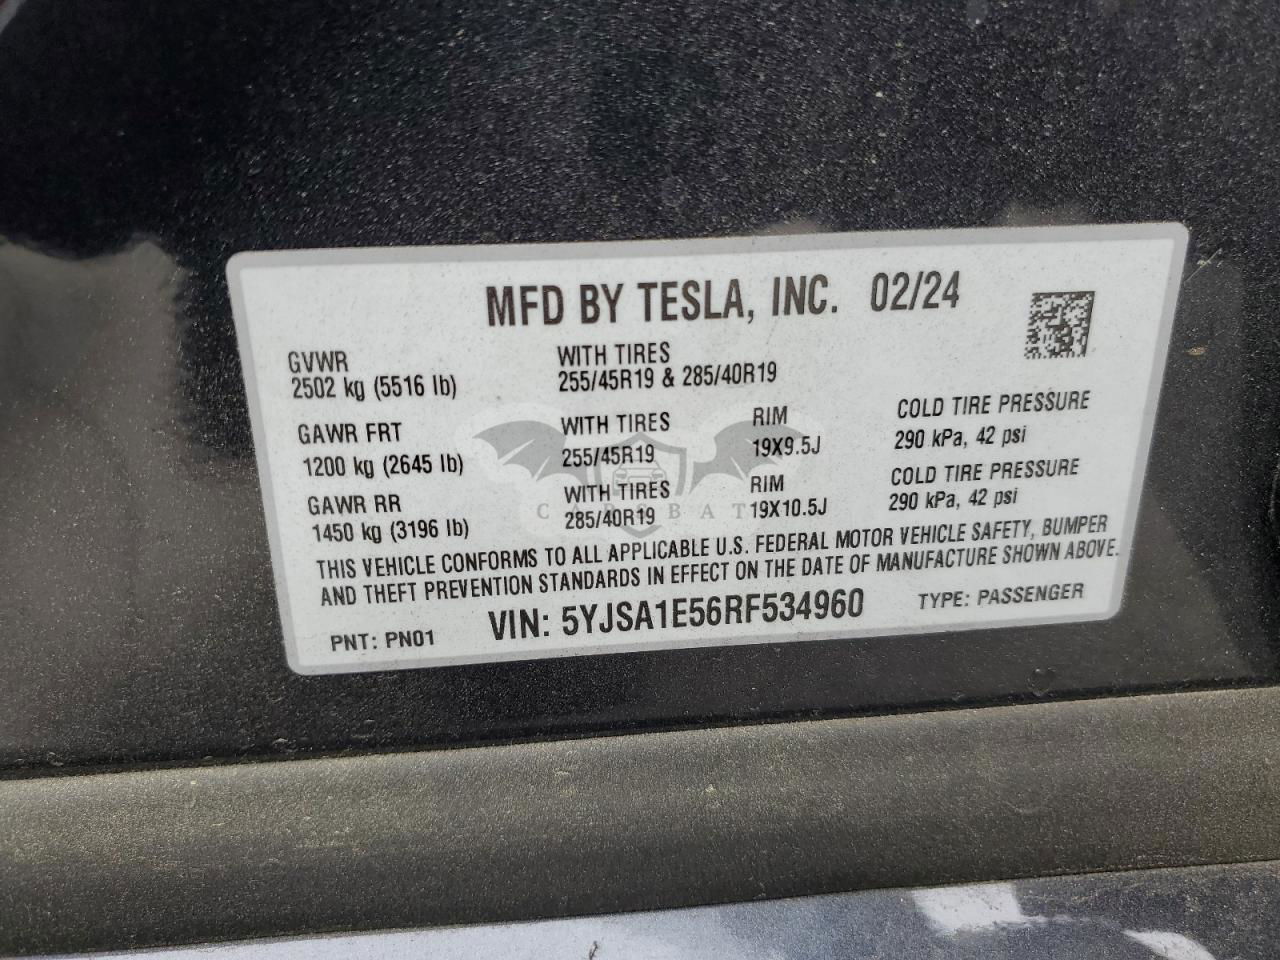 MFD BY TESLA, INC. 02/24
GVWR WITH TIRES
2502 kg (5516 lb) 255/45R19 & 285/40R19
GAWR FRT WITH TIRES RIM COLD TIRE PRESSURE
1200 kg (2645 lb) 255/45R19 19X9.5J 290 kPa, 42 psi
GAWR RR WITH TIRES RIM COLD TIRE PRESSURE
1450 kg (3196 lb) 285/40R19 19X10.5J 290 kPa, 42 psi
CARSBAT
THIS VEHICLE CONFORMS TO ALL APPLICABLE U.S. FEDERAL MOTOR VEHICLE SAFETY, BUMPER
AND THEFT PREVENTION STANDARDS IN EFFECT ON THE DATE OF MANUFACTURE SHOWN ABOVE.
PNT: PN01 VIN: 5YJSA1E56RF534960 TYPE: PASSENGER